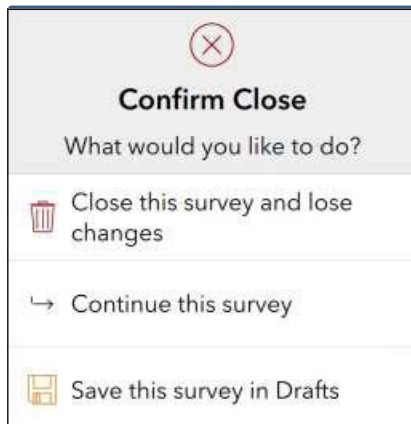 Confirm Close
What would you like to do?
Close this survey and lose
changes
Continue this survey
Save this survey in Drafts